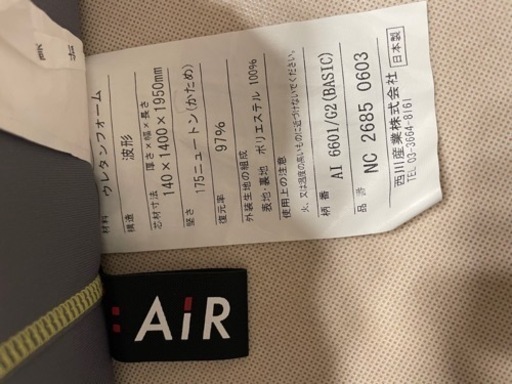 材料 ウレタンフォーム
構造 波形
芯材寸法 厚さ×幅×長さ
140×1400×1950mm
堅さ 175ニュートン(かため)
復元率 97%
外装生地の組成
表地・裏地 ポリエステル 100%
使用上の注意
火、又は温度の高いものに近づけないでください。
柄番 AI 6601/G2(BASIC)
品番 NC 2685 0603
西川産業株式会社 日本製
TEL 03-3664-8161
AiR